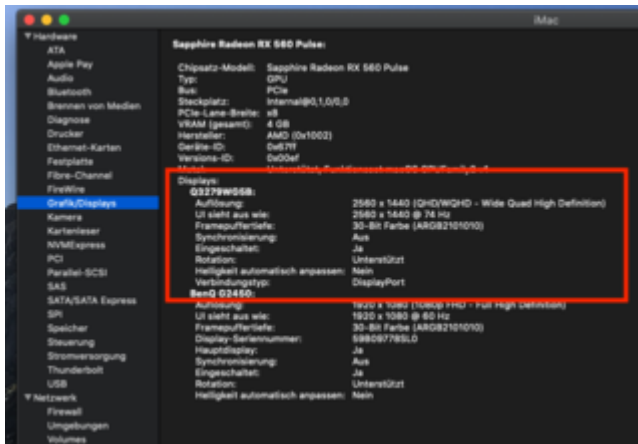 iMac
Hardware
ATA
Apple Pay
Audio
Bluetooth
Brennen von Medien
Diagnose
Drucker
Ethernet-Karten
Festplatte
Fibre-Channel
FireWire
Grafik/Displays
Kamera
Kartenleser
NVMExpress
PCI
Parallel-SCSI
SAS
SATA/SATA Express
SPI
Speicher
Steuerung
Stromversorgung
Thunderbolt
USB
Netzwerk
Firewall
Umgebungen
Volumes
Sapphire Radeon RX 560 Pulse:
Chipsatz-Modell: Sapphire Radeon RX 560 Pulse
Typ: GPU
Bus: PCIe
Steckplatz: Internal@0,1,0/0,0
PCIe-Lane-Breite: x8
VRAM (gesamt): 4 GB
Hersteller: AMD (0x1002)
Geräte-ID: 0x67ff
Versions-ID: 0x00ef
Displays:
Q3279WG5B:
Auflösung: 2560 x 1440 (QHD/WQHD - Wide Quad High Definition)
UI sieht aus wie: 2560 x 1440 @ 74 Hz
Framepuffertiefe: 30-Bit Farbe (ARGB2101010)
Synchronisierung: Aus
Eingeschaltet: Ja
Rotation: Unterstützt
Helligkeit automatisch anpassen: Nein
Verbindungstyp: DisplayPort
BenQ G2450:
Auflösung: 1920 x 1080 (1080p FHD - Full High Definition)
UI sieht aus wie: 1920 x 1080 @ 60 Hz
Framepuffertiefe: 30-Bit Farbe (ARGB2101010)
Display-Seriennummer: 59B09778SL0
Hauptdisplay: Ja
Synchronisierung: Aus
Eingeschaltet: Ja
Rotation: Unterstützt
Helligkeit automatisch anpassen: Nein